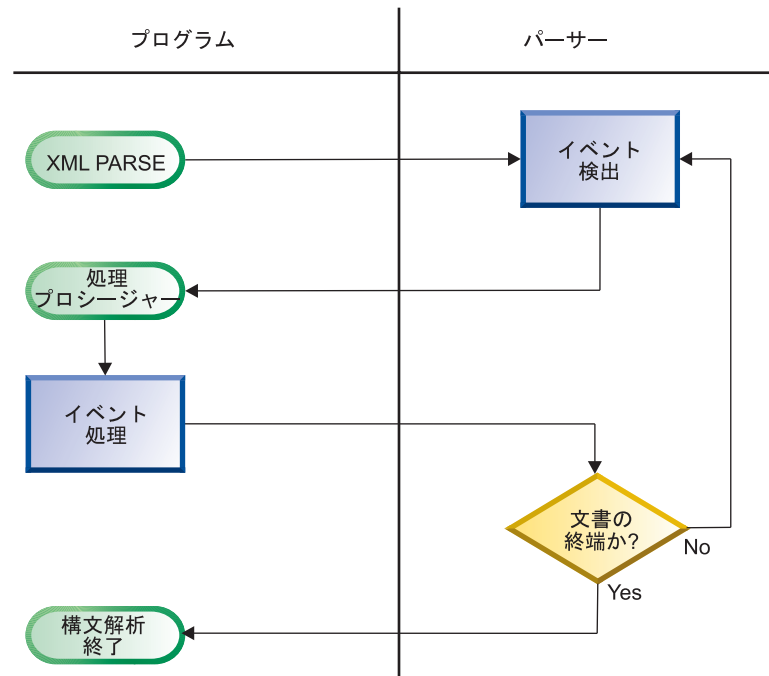 プログラム
パーサー
XML PARSE
イベント
検出
処理
プロシージャー
イベント
処理
文書の
終端か?
No
Yes
構文解析
終了